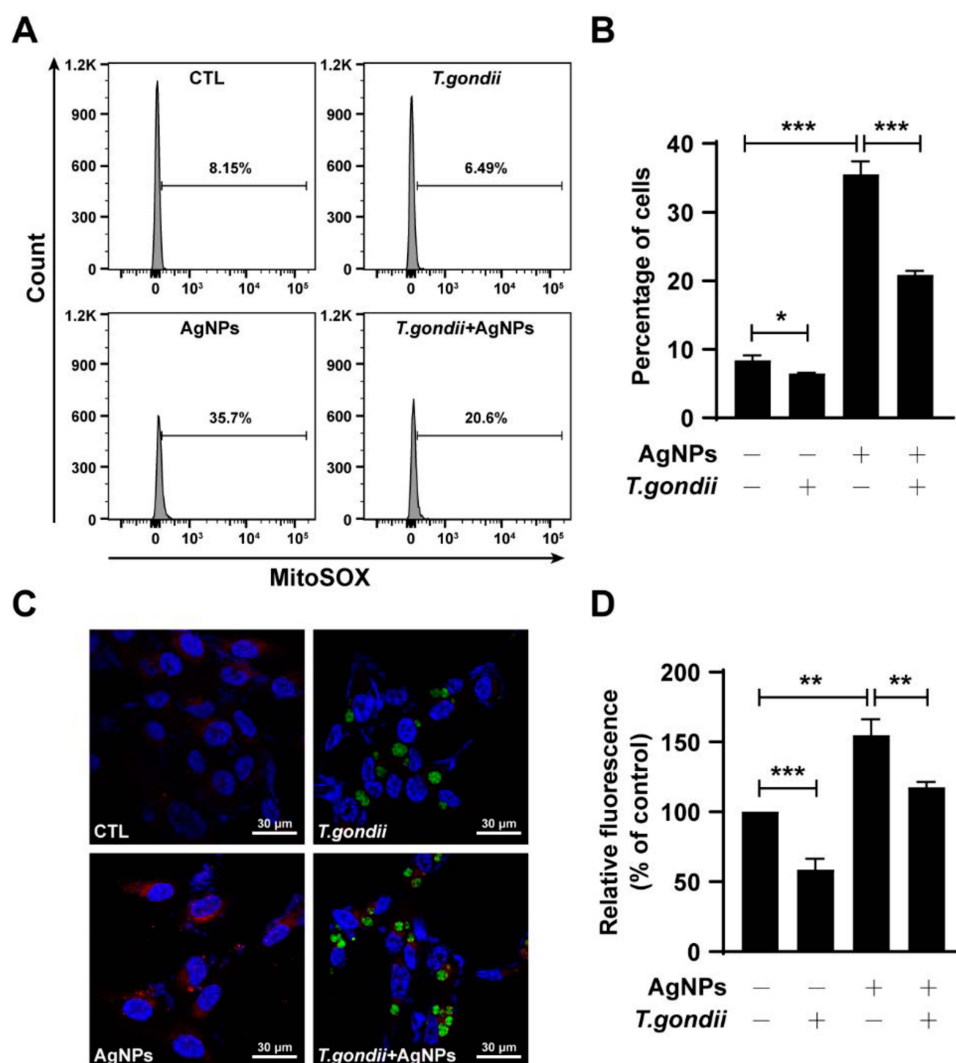 A
1.2K
CTL
900
8.15%
600
300
0
0 10³ 10⁴ 10⁵
1.2K
T.gondii
900
6.49%
600
300
0
0 10³ 10⁴ 10⁵
1.2K
AgNPs
900
600
35.7%
300
0
0 10³ 10⁴ 10⁵
1.2K
T.gondii+AgNPs
900
600
20.6%
300
0
0 10³ 10⁴ 10⁵
Count
MitoSOX
B
*** ***
40
30
20
*
10
0
Percentage of cells
AgNPs − − + +
T.gondii − + − +
C
CTL 30 μm
T.gondii 30 μm
AgNPs 30 μm
T.gondii+AgNPs 30 μm
D
200
** **
150
***
100
50
0
Relative fluorescence
(% of control)
AgNPs − − + +
T.gondii − + − +